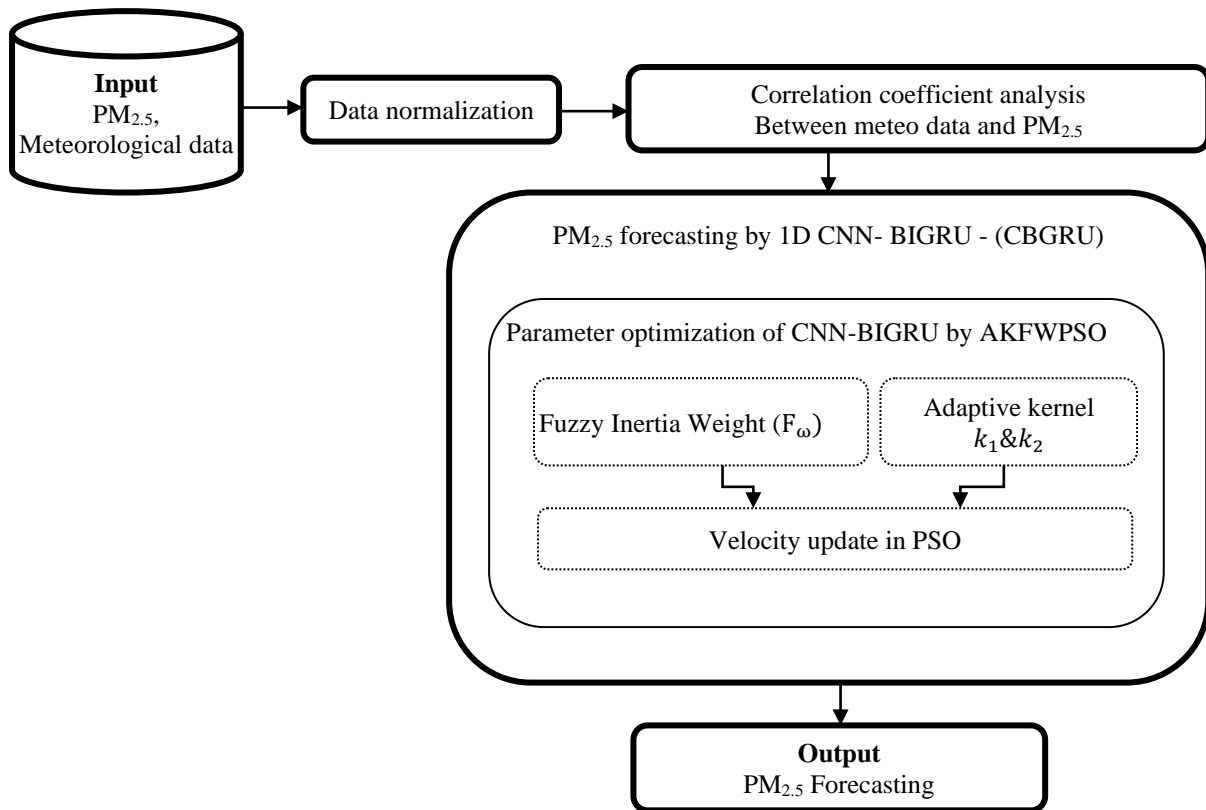 Input
PM2.5,
Meteorological data
Data normalization
Correlation coefficient analysis
Between meteo data and PM2.5
PM2.5 forecasting by 1D CNN- BIGRU - (CBGRU)
Parameter optimization of CNN-BIGRU by AKFWPSO
Fuzzy Inertia Weight (Fω)
Adaptive kernel
k1&k2
Velocity update in PSO
Output
PM2.5 Forecasting